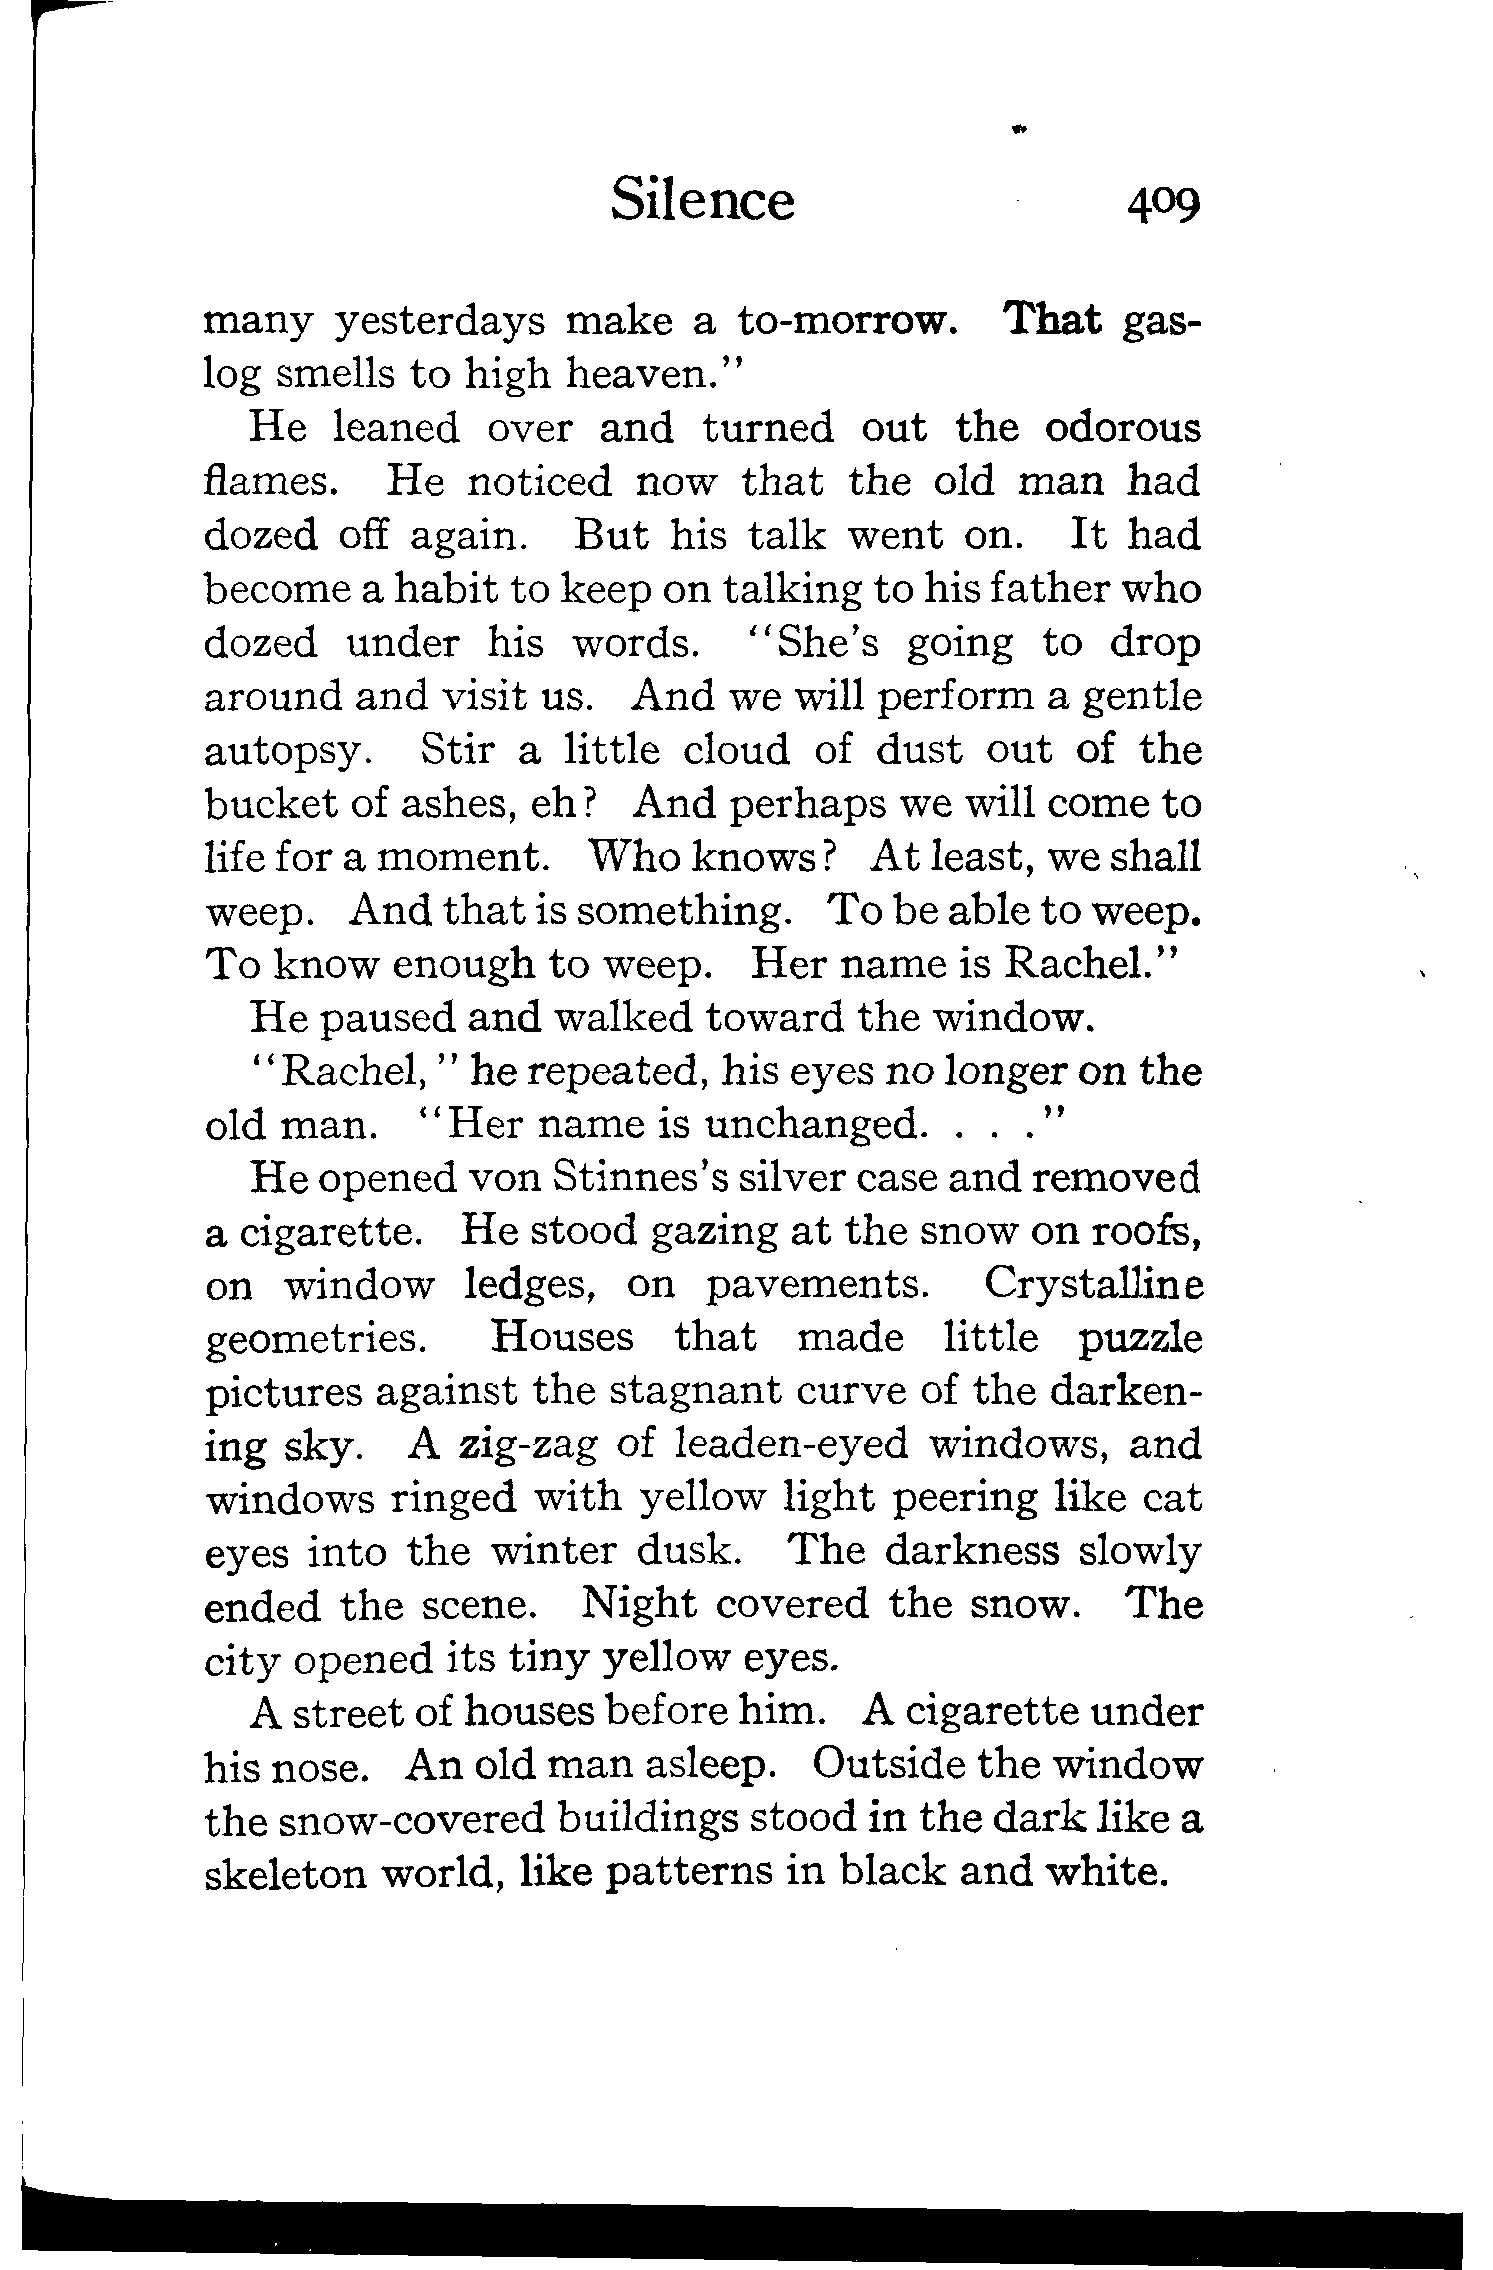 Silence 409
many yesterdays make a to-morrow. That gas-
log smells to high heaven."
He leaned over and turned out the odorous
flames. He noticed now that the old man had
dozed off again. But his talk went on. It had
become a habit to keep on talking to his father who
dozed under his words. "She's going to drop
around and visit us. And we will perform a gentle
autopsy. Stir a little cloud of dust out of the
bucket of ashes, eh? And perhaps we will come to
life for a moment. Who knows? At least, we shall
weep. And that is something. To be able to weep.
To know enough to weep. Her name is Rachel."
He paused and walked toward the window.
"Rachel," he repeated, his eyes no longer on the
old man. "Her name is unchanged. . . ."
He opened von Stinnes's silver case and removed
a cigarette. He stood gazing at the snow on roofs,
on window ledges, on pavements. Crystalline
geometries. Houses that made little puzzle
pictures against the stagnant curve of the darken-
ing sky. A zig-zag of leaden-eyed windows, and
windows ringed with yellow light peering like cat
eyes into the winter dusk. The darkness slowly
ended the scene. Night covered the snow. The
city opened its tiny yellow eyes.
A street of houses before him. A cigarette under
his nose. An old man asleep. Outside the window
the snow-covered buildings stood in the dark like a
skeleton world, like patterns in black and white.